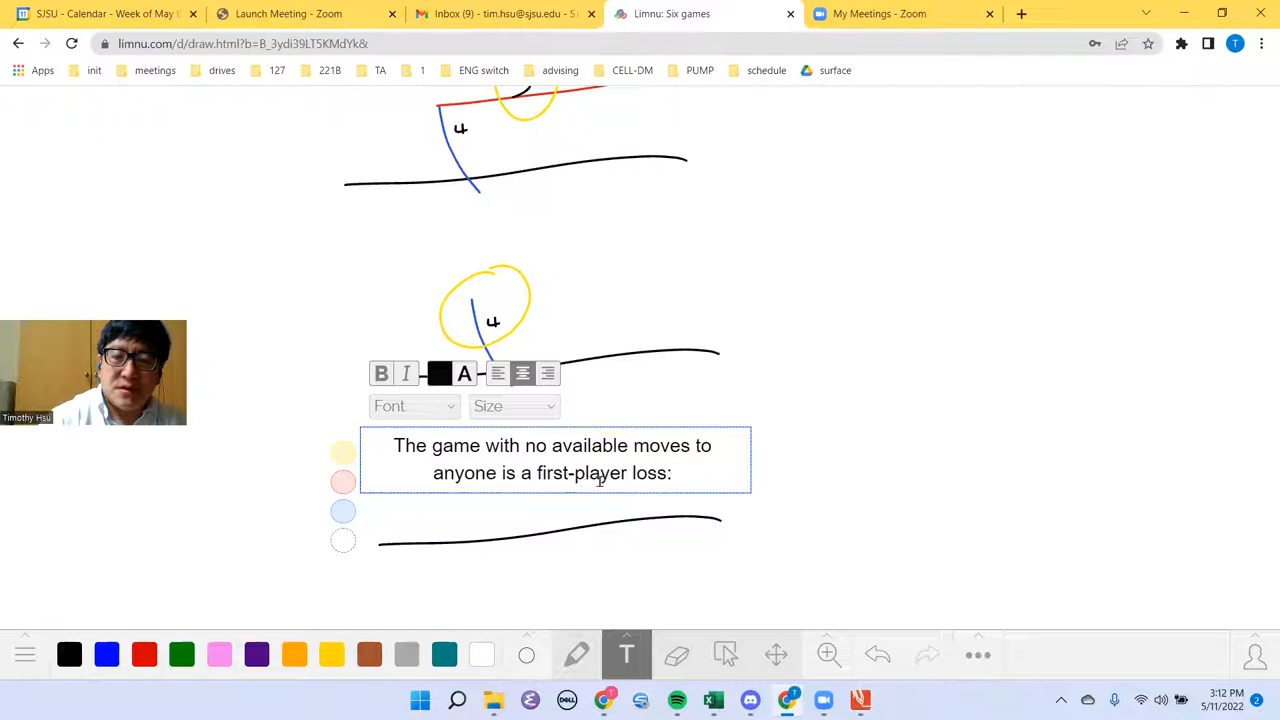 SJSU - Calendar - Week of May 8
Launch Meeting - Zoom
Inbox (9) - tim.hsu@sjsu.edu - S
Limnu: Six games
My Meetings - Zoom
limnu.com/d/draw.html?b=B_3ydi39LT5KMdYk&
T
Apps
init
meetings
drives
127
221B
TA
1
ENG switch
advising
CELL-DM
PUMP
schedule
surface
4
4
B I A
Font
Size
The game with no available moves to
anyone is a first-player loss:
Timothy Hsu
T
3:12 PM
5/11/2022
2